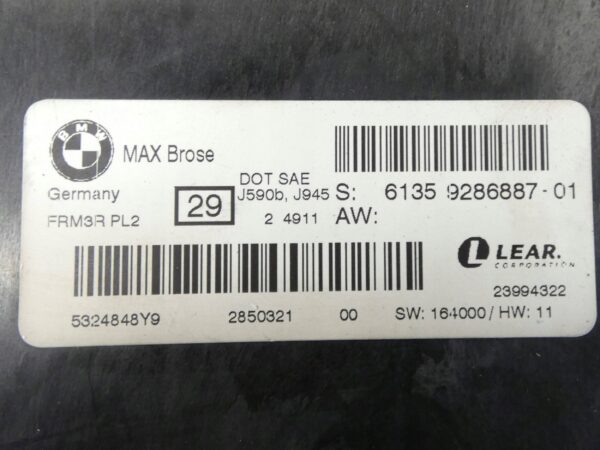 BMW
MAX Brose
Germany
FRM3R PL2
29
DOT SAE
J590b, J945
2 4911
S: 6135 9286887-01
AW:
LEAR.
CORPORATION
23994322
5324848Y9 2850321 00 SW: 164000 / HW: 11